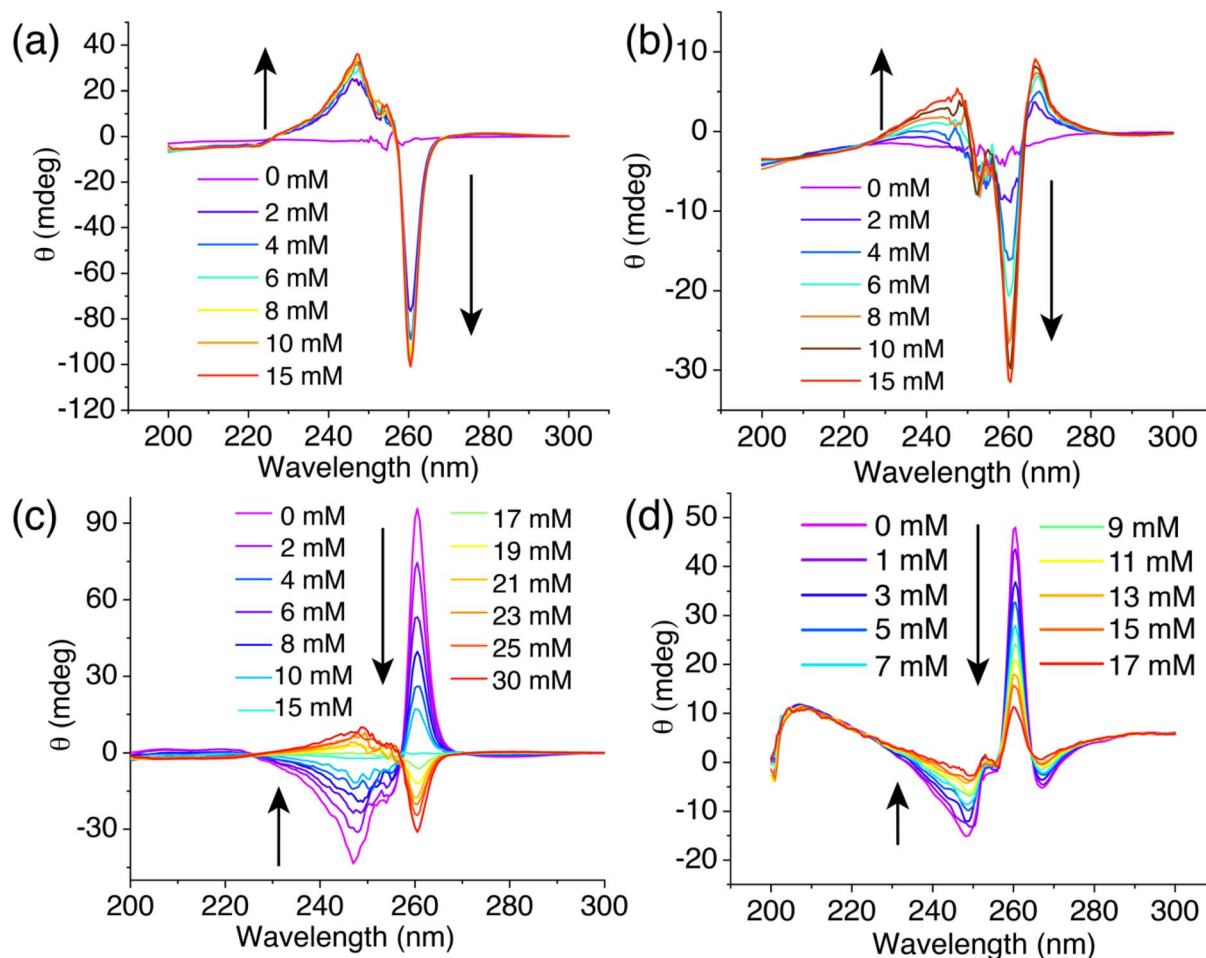 (a)
40
20
0
-20
-40
-60
-80
-100
-120
θ (mdeg)
0 mM
2 mM
4 mM
6 mM
8 mM
10 mM
15 mM
200 220 240 260 280 300
Wavelength (nm)
(b)
10
0
-10
-20
-30
θ (mdeg)
0 mM
2 mM
4 mM
6 mM
8 mM
10 mM
15 mM
200 220 240 260 280 300
Wavelength (nm)
(c)
90
60
30
0
-30
θ (mdeg)
0 mM
2 mM
4 mM
6 mM
8 mM
10 mM
15 mM
17 mM
19 mM
21 mM
23 mM
25 mM
30 mM
200 220 240 260 280 300
Wavelength (nm)
(d)
50
40
30
20
10
0
-10
-20
θ (mdeg)
0 mM
1 mM
3 mM
5 mM
7 mM
9 mM
11 mM
13 mM
15 mM
17 mM
200 220 240 260 280 300
Wavelength (nm)